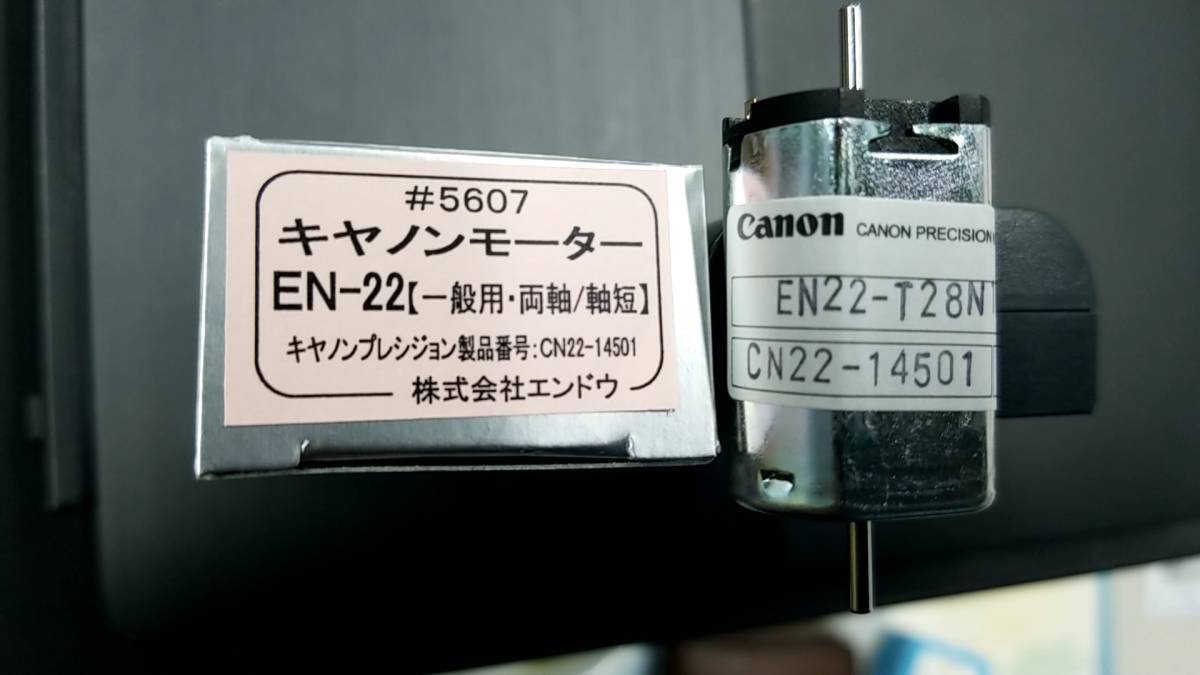 #5607
キヤノンモーター
EN-22【一般用・両軸/軸短】
キヤノンプレシジョン製品番号:CN22-14501
株式会社エンドウ
Canon CANON PRECISION
EN22-T28N
CN22-14501